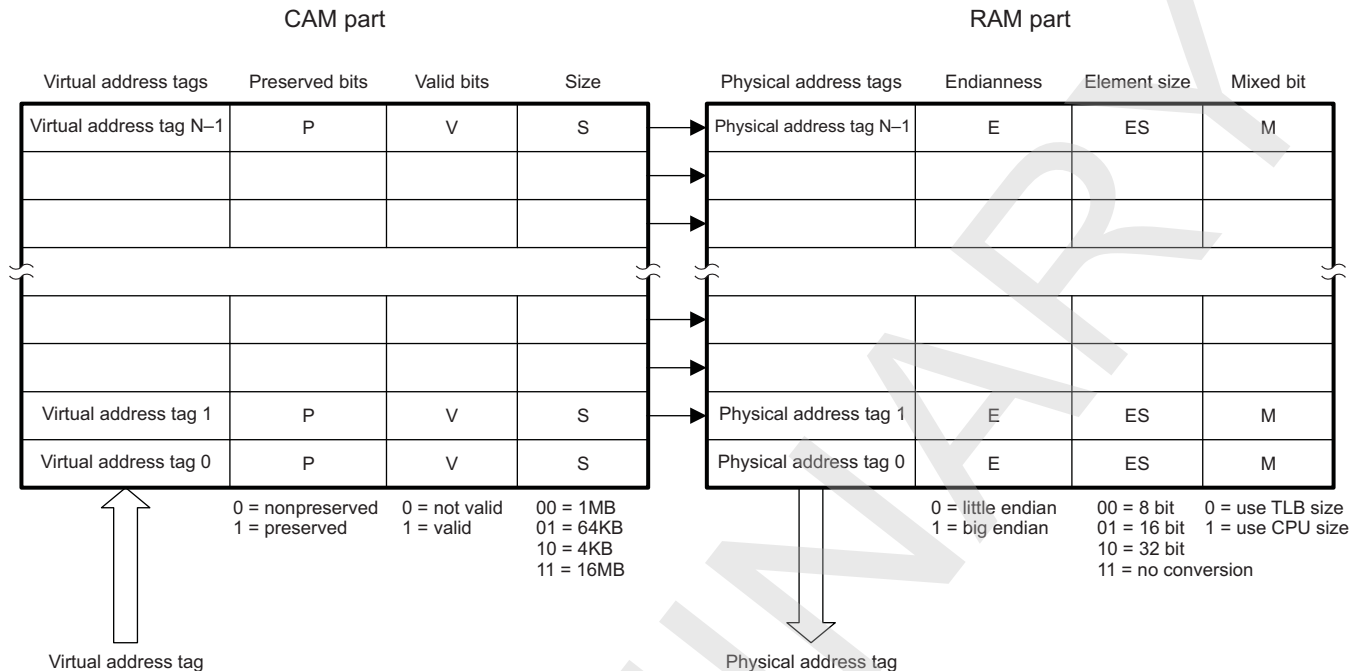 CAM part
RAM part
Virtual address tags Preserved bits Valid bits Size
Physical address tags Endianness Element size Mixed bit
Virtual address tag N–1 P V S
Physical address tag N–1 E ES M
Virtual address tag 1 P V S
Physical address tag 1 E ES M
Virtual address tag 0 P V S
Physical address tag 0 E ES M
0 = nonpreserved
1 = preserved
0 = not valid
1 = valid
00 = 1MB
01 = 64KB
10 = 4KB
11 = 16MB
0 = little endian
1 = big endian
00 = 8 bit
01 = 16 bit
10 = 32 bit
11 = no conversion
0 = use TLB size
1 = use CPU size
Virtual address tag
Physical address tag
INARY